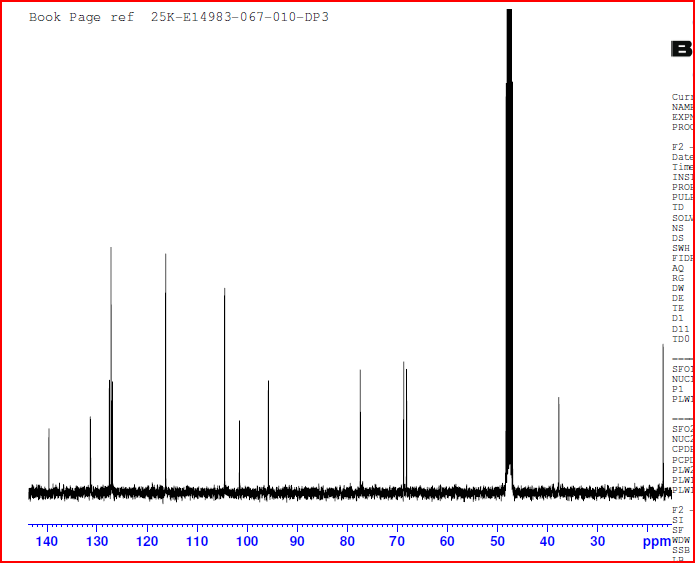 Book Page ref 25K-E14983-067-010-DP3
B
Curr
NAME
EXPN
PROC
F2 -
Date
Time
INST
PROB
PULP
TD
SOLV
NS
DS
SWH
FIDR
AQ
RG
DW
DE
TE
D1
D11
TD0
====
SFO1
NUC1
P1
PLW1
====
SFO2
NUC2
CPDP
PCPD
PLW2
PLW1
PLW1
F2 -
SI
SF
WDW
SSB
LB
140 130 120 110 100 90 80 70 60 50 40 30 ppm